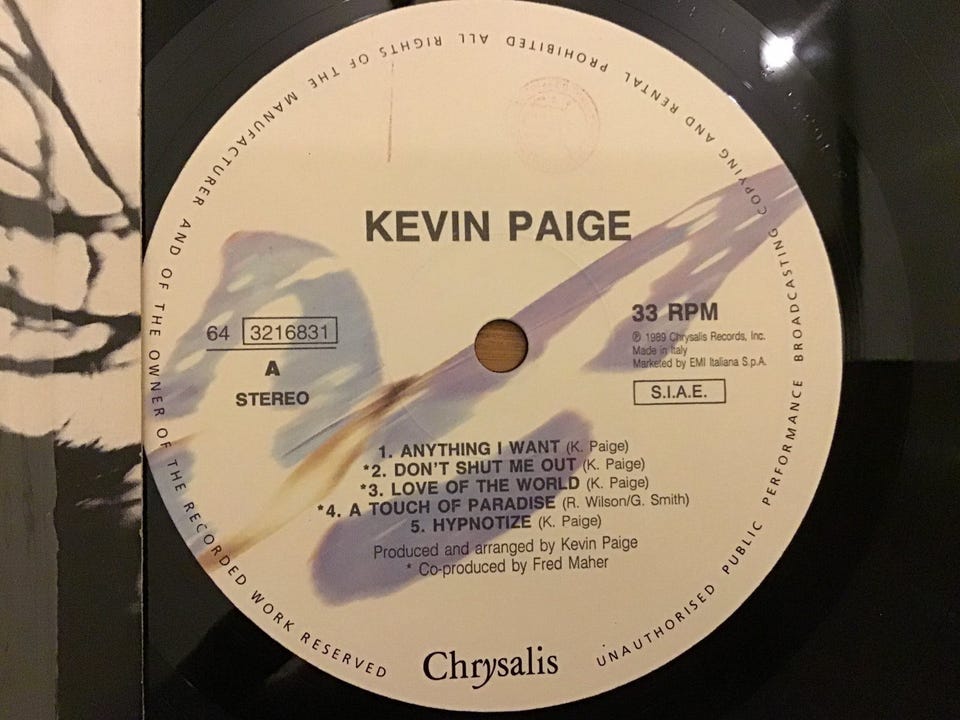 KEVIN PAIGE
64 3216831
A
STEREO
33 RPM
℗ 1989 Chrysalis Records, Inc.
Made in Italy
Marketed by EMI Italiana S.p.A.
S.I.A.E.
1. ANYTHING I WANT (K. Paige)
*2. DON'T SHUT ME OUT (K. Paige)
*3. LOVE OF THE WORLD (K. Paige)
*4. A TOUCH OF PARADISE (R. Wilson/G. Smith)
5. HYPNOTIZE (K. Paige)
Produced and arranged by Kevin Paige
* Co-produced by Fred Maher
Chrysalis
ALL RIGHTS OF THE MANUFACTURER AND OF THE OWNER OF THE RECORDED WORK RESERVED
UNAUTHORISED PUBLIC PERFORMANCE BROADCASTING COPYING AND RENTAL PROHIBITED